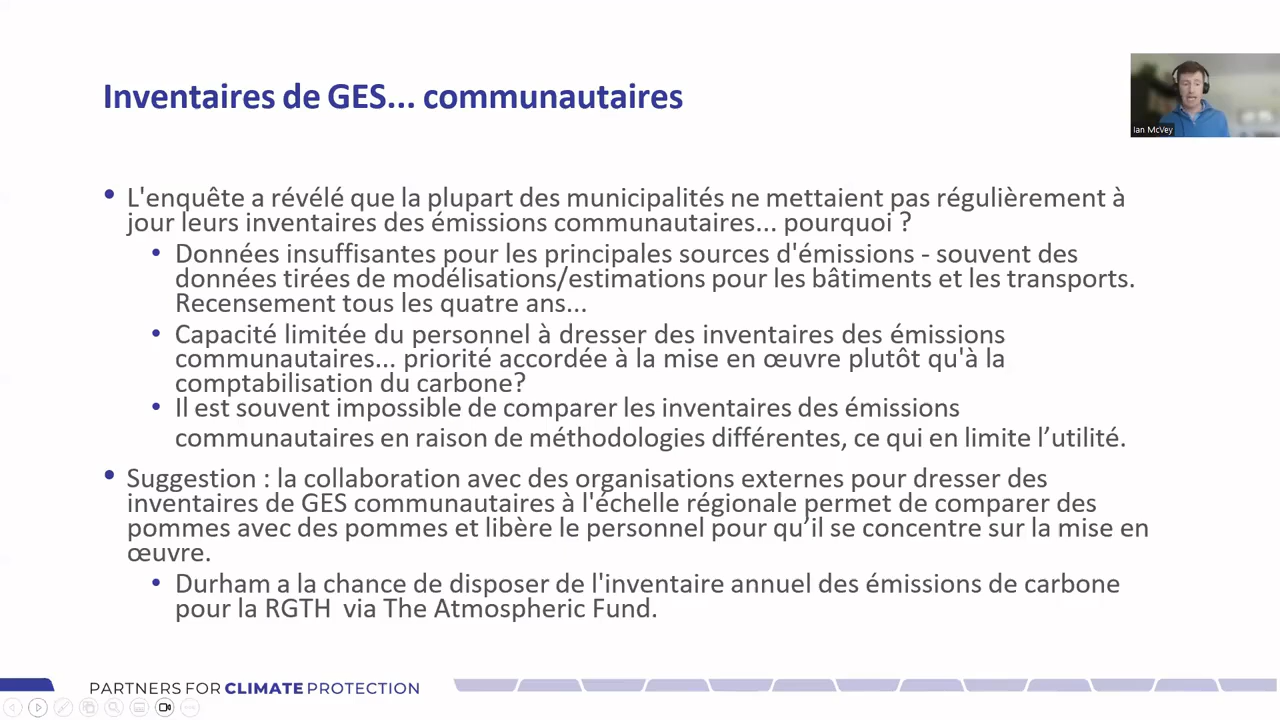 Inventaires de GES... communautaires
Ian McVey
• L'enquête a révélé que la plupart des municipalités ne mettaient pas régulièrement à
jour leurs inventaires des émissions communautaires... pourquoi ?
• Données insuffisantes pour les principales sources d'émissions - souvent des
données tirées de modélisations/estimations pour les bâtiments et les transports.
Recensement tous les quatre ans...
• Capacité limitée du personnel à dresser des inventaires des émissions
communautaires... priorité accordée à la mise en œuvre plutôt qu'à la
comptabilisation du carbone?
• Il est souvent impossible de comparer les inventaires des émissions
communautaires en raison de méthodologies différentes, ce qui en limite l’utilité.
• Suggestion : la collaboration avec des organisations externes pour dresser des
inventaires de GES communautaires à l'échelle régionale permet de comparer des
pommes avec des pommes et libère le personnel pour qu’il se concentre sur la mise en
œuvre.
• Durham a la chance de disposer de l'inventaire annuel des émissions de carbone
pour la RGTH via The Atmospheric Fund.
PARTNERS FOR CLIMATE PROTECTION